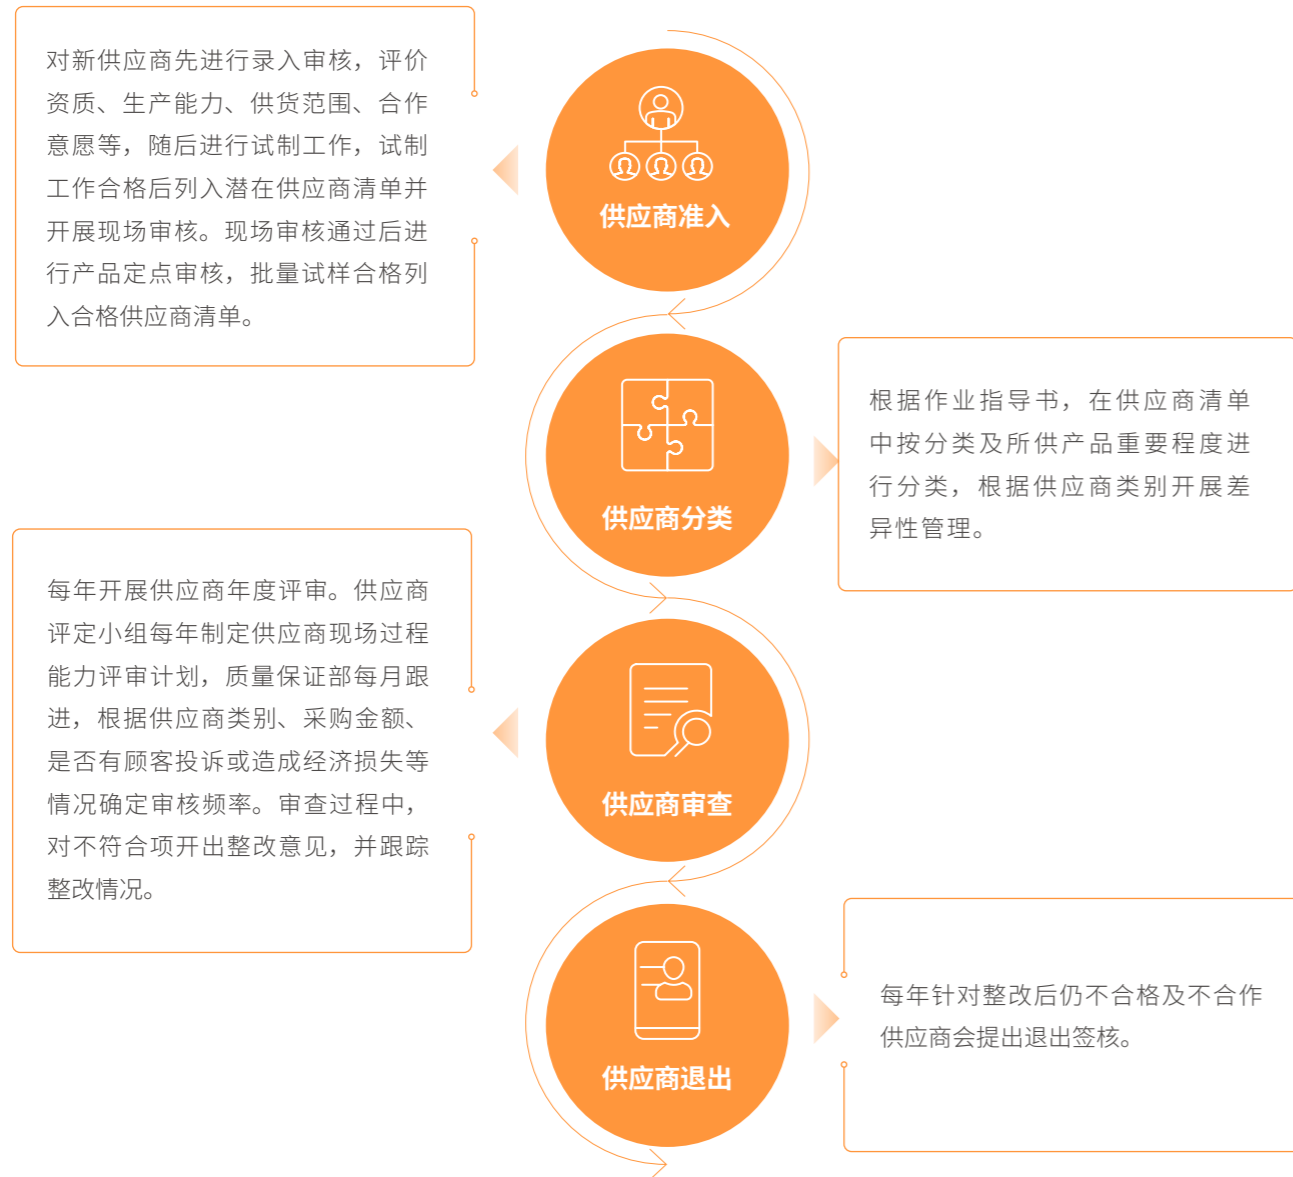 对新供应商先进行录入审核，评价
资质、生产能力、供货范围、合作
意愿等，随后进行试制工作，试制
工作合格后列入潜在供应商清单并
开展现场审核。现场审核通过后进
行产品定点审核，批量试样合格列
入合格供应商清单。
供应商准入
供应商分类
根据作业指导书，在供应商清单
中按分类及所供产品重要程度进
行分类，根据供应商类别开展差
异性管理。
每年开展供应商年度评审。供应商
评定小组每年制定供应商现场过程
能力评审计划，质量保证部每月跟
进，根据供应商类别、采购金额、
是否有顾客投诉或造成经济损失等
情况确定审核频率。审查过程中，
对不符合项开出整改意见，并跟踪
整改情况。
供应商审查
供应商退出
每年针对整改后仍不合格及不合作
供应商会提出退出签核。